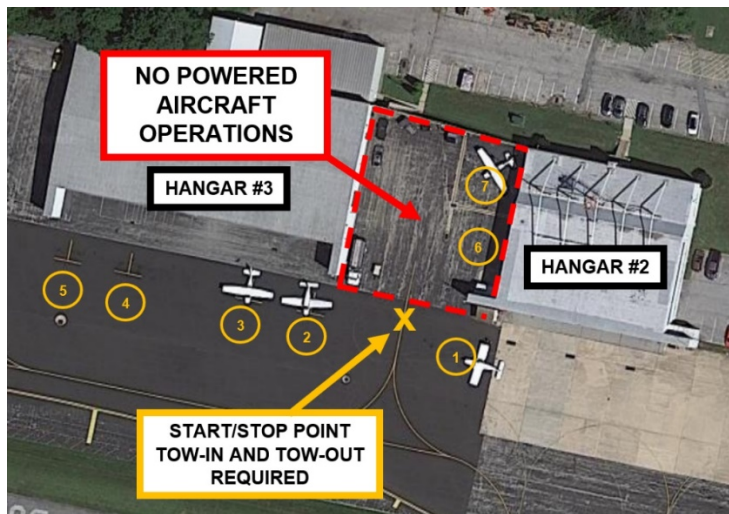 NO POWERED
AIRCRAFT
OPERATIONS
HANGAR #3
7
6
HANGAR #2
5
4
3
2
X
1
START/STOP POINT
TOW-IN AND TOW-OUT
REQUIRED